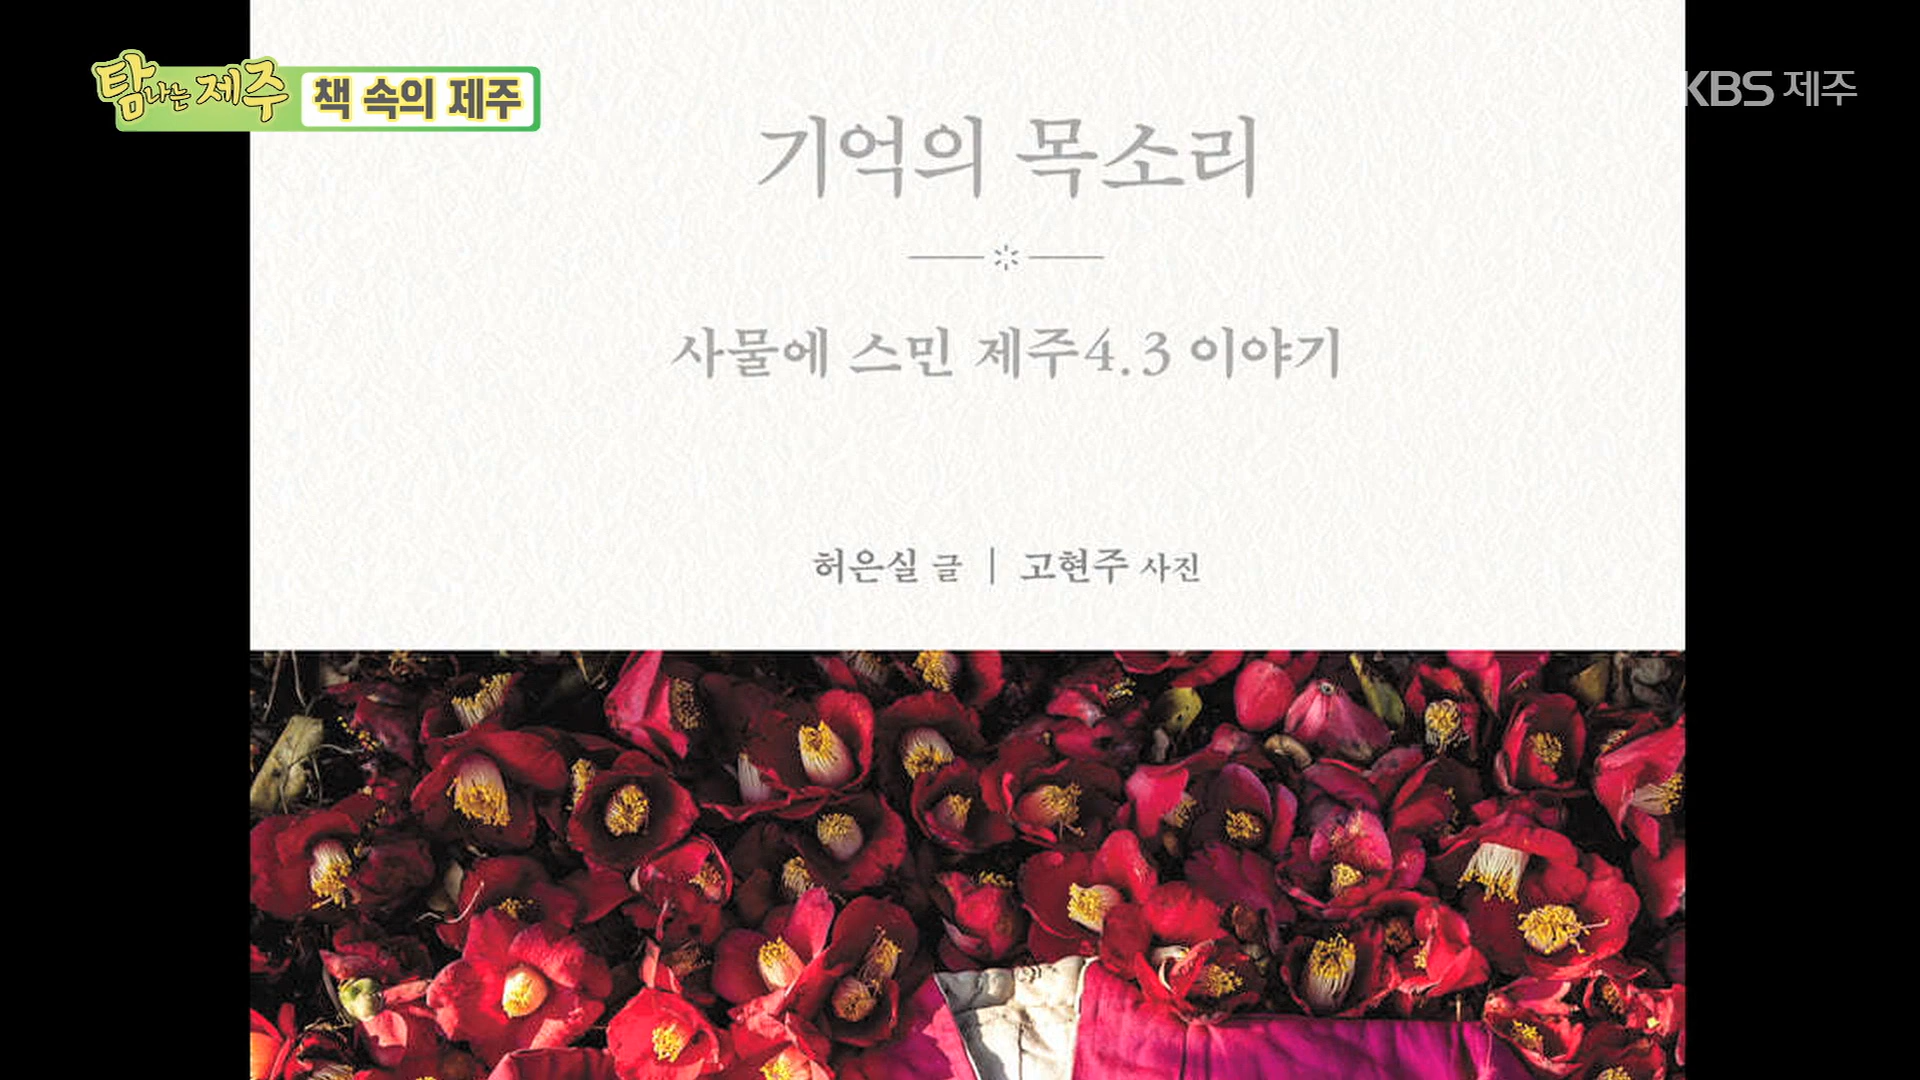 탐나는 제주 책 속의 제주
KBS 제주
기억의 목소리
사물에 스민 제주4.3 이야기
허은실 글 | 고현주 사진